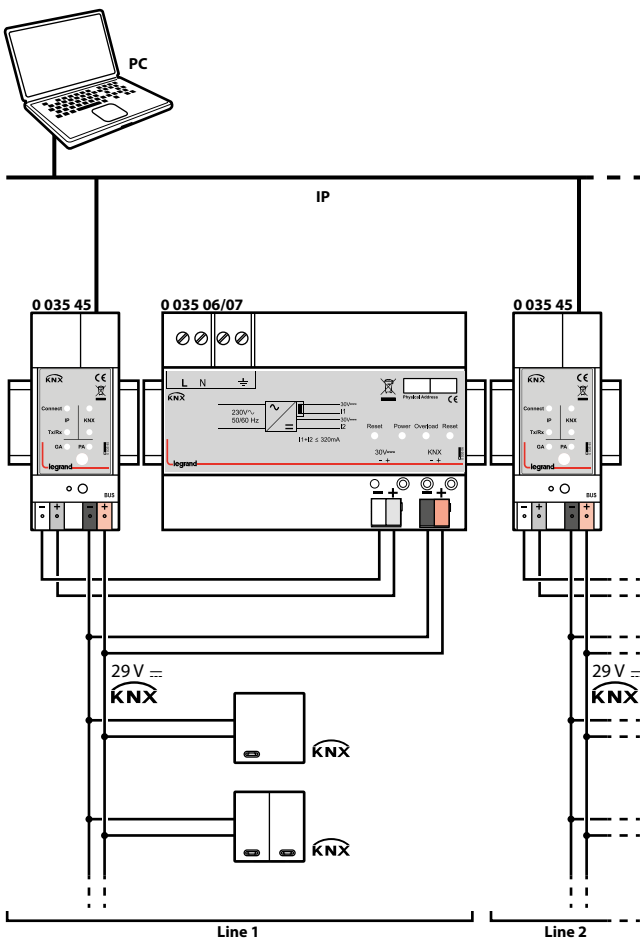 PC
IP
0 035 45
0 035 06/07
0 035 45
KNX
CE
Connect
IP
KNX
Tx/Rx
GA
PA
legrand
BUS
- + - +
L N
KNX
230V~
50/60 Hz
30V
I1
30V
I2
I1+I2 ≤ 320mA
Physical Address
CE
Reset Power Overload Reset
30V KNX
- + - +
legrand
- + - +
KNX
CE
Connect
IP
KNX
Tx/Rx
GA
PA
legrand
BUS
- + - +
29 V
KNX
29 V
KNX
KNX
KNX
Line 1
Line 2